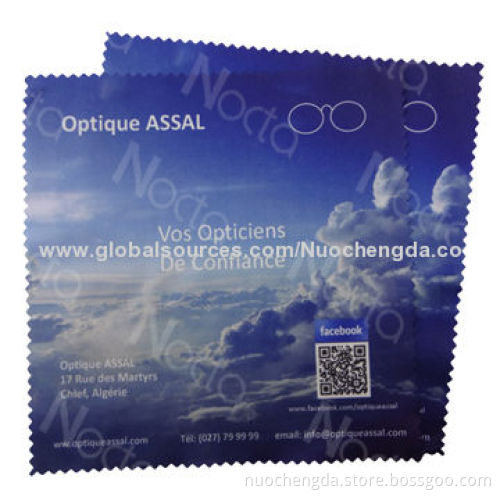 Optique ASSAL
Nocta
Nocta
www.globalsources.com/Nuochengda.co
Vos Opticiens
De Confiance
facebook
Optique ASSAL
17 Rue des Martyrs
Chlef, Algérie
www.facebook.com/optiqueassal
www.optiqueassal.com Tél: (027) 79 99 99 email: info@optiqueassal.com
m
nuochengda.store.bossgoo.com